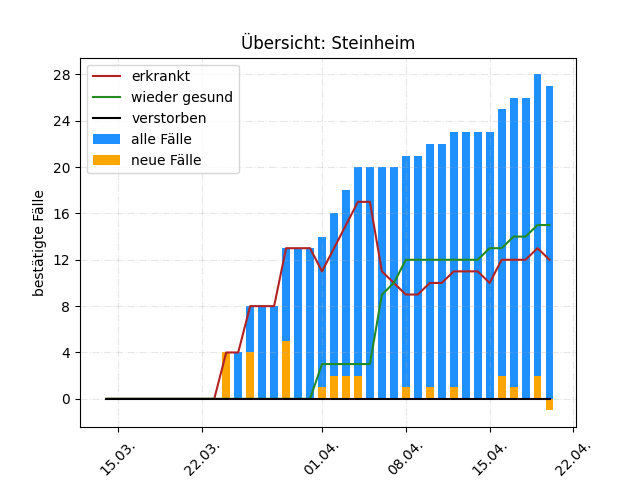 Übersicht: Steinheim
erkrankt
wieder gesund
verstorben
alle Fälle
neue Fälle
bestätigte Fälle
28
24
20
16
12
8
4
0
15.03.
22.03.
01.04.
08.04.
15.04.
22.04.